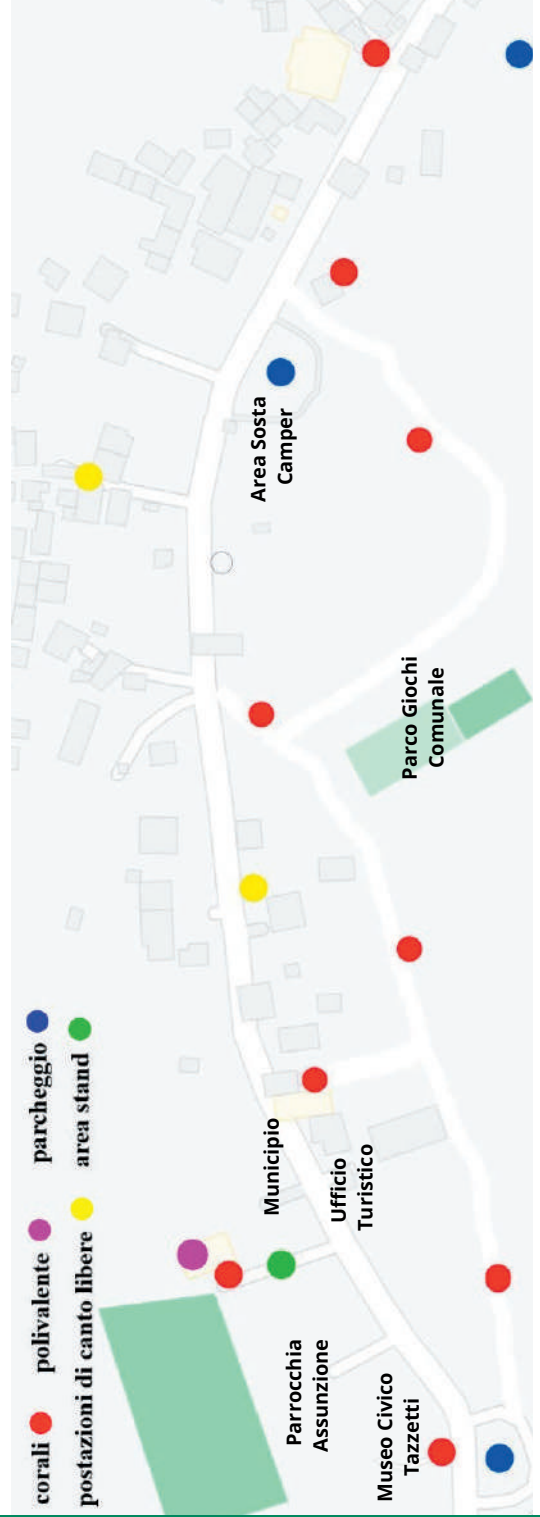 corali polivalente parcheggio
postazioni di canto libere area stand
Museo Civico
Tazzetti
Parrocchia
Assunzione
Municipio
Ufficio
Turistico
Parco Giochi
Comunale
Area Sosta
Camper